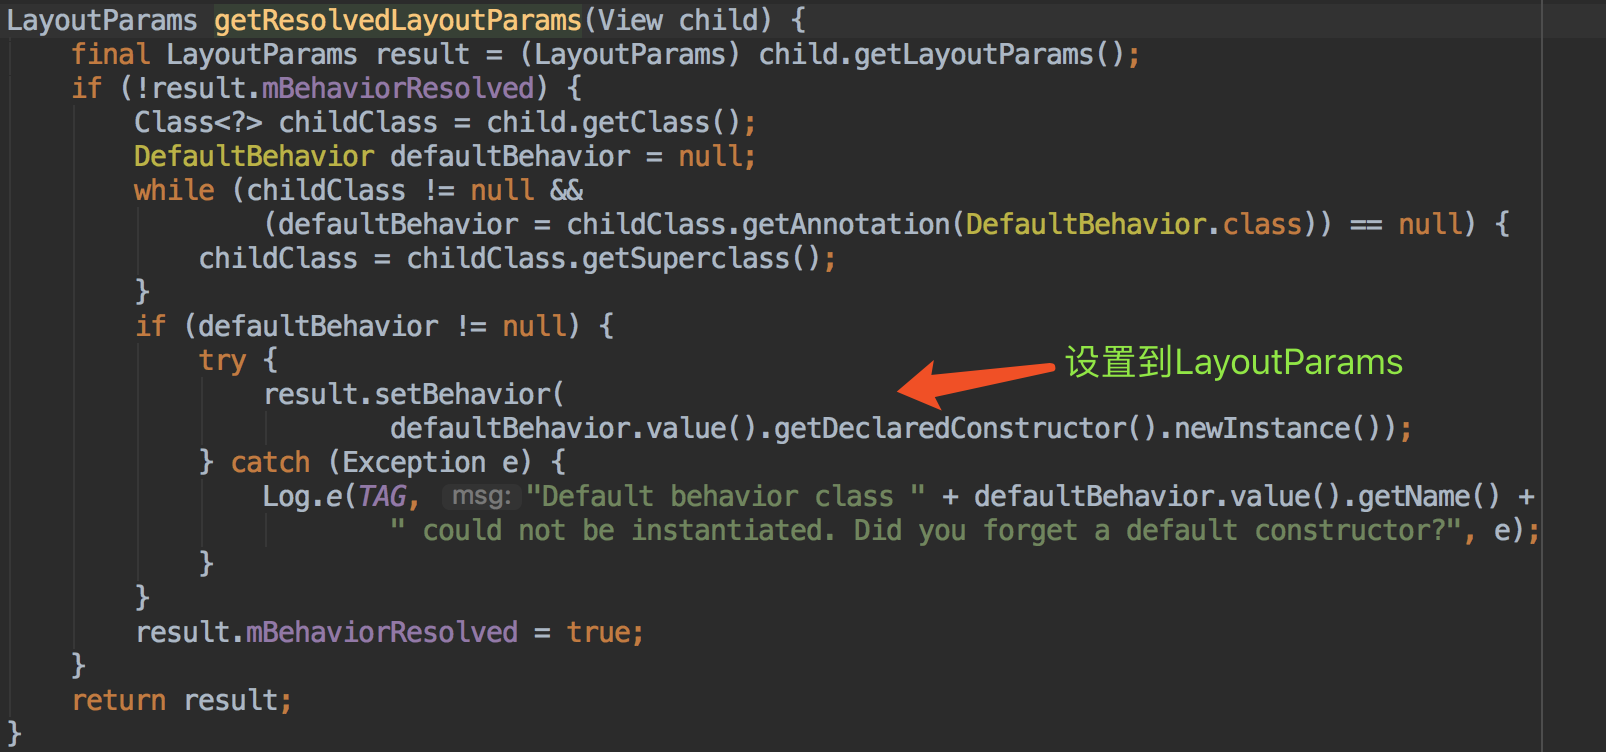 LayoutParams getResolvedLayoutParams(View child) {
    final LayoutParams result = (LayoutParams) child.getLayoutParams();
    if (!result.mBehaviorResolved) {
        Class<?> childClass = child.getClass();
        DefaultBehavior defaultBehavior = null;
        while (childClass != null &&
                (defaultBehavior = childClass.getAnnotation(DefaultBehavior.class)) == null) {
            childClass = childClass.getSuperclass();
        }
        if (defaultBehavior != null) {
            try {
设置到LayoutParams
                result.setBehavior(
                        defaultBehavior.value().getDeclaredConstructor().newInstance());
            } catch (Exception e) {
                Log.e(TAG, msg: "Default behavior class " + defaultBehavior.value().getName() +
                        " could not be instantiated. Did you forget a default constructor?", e);
            }
        }
        result.mBehaviorResolved = true;
    }
    return result;
}